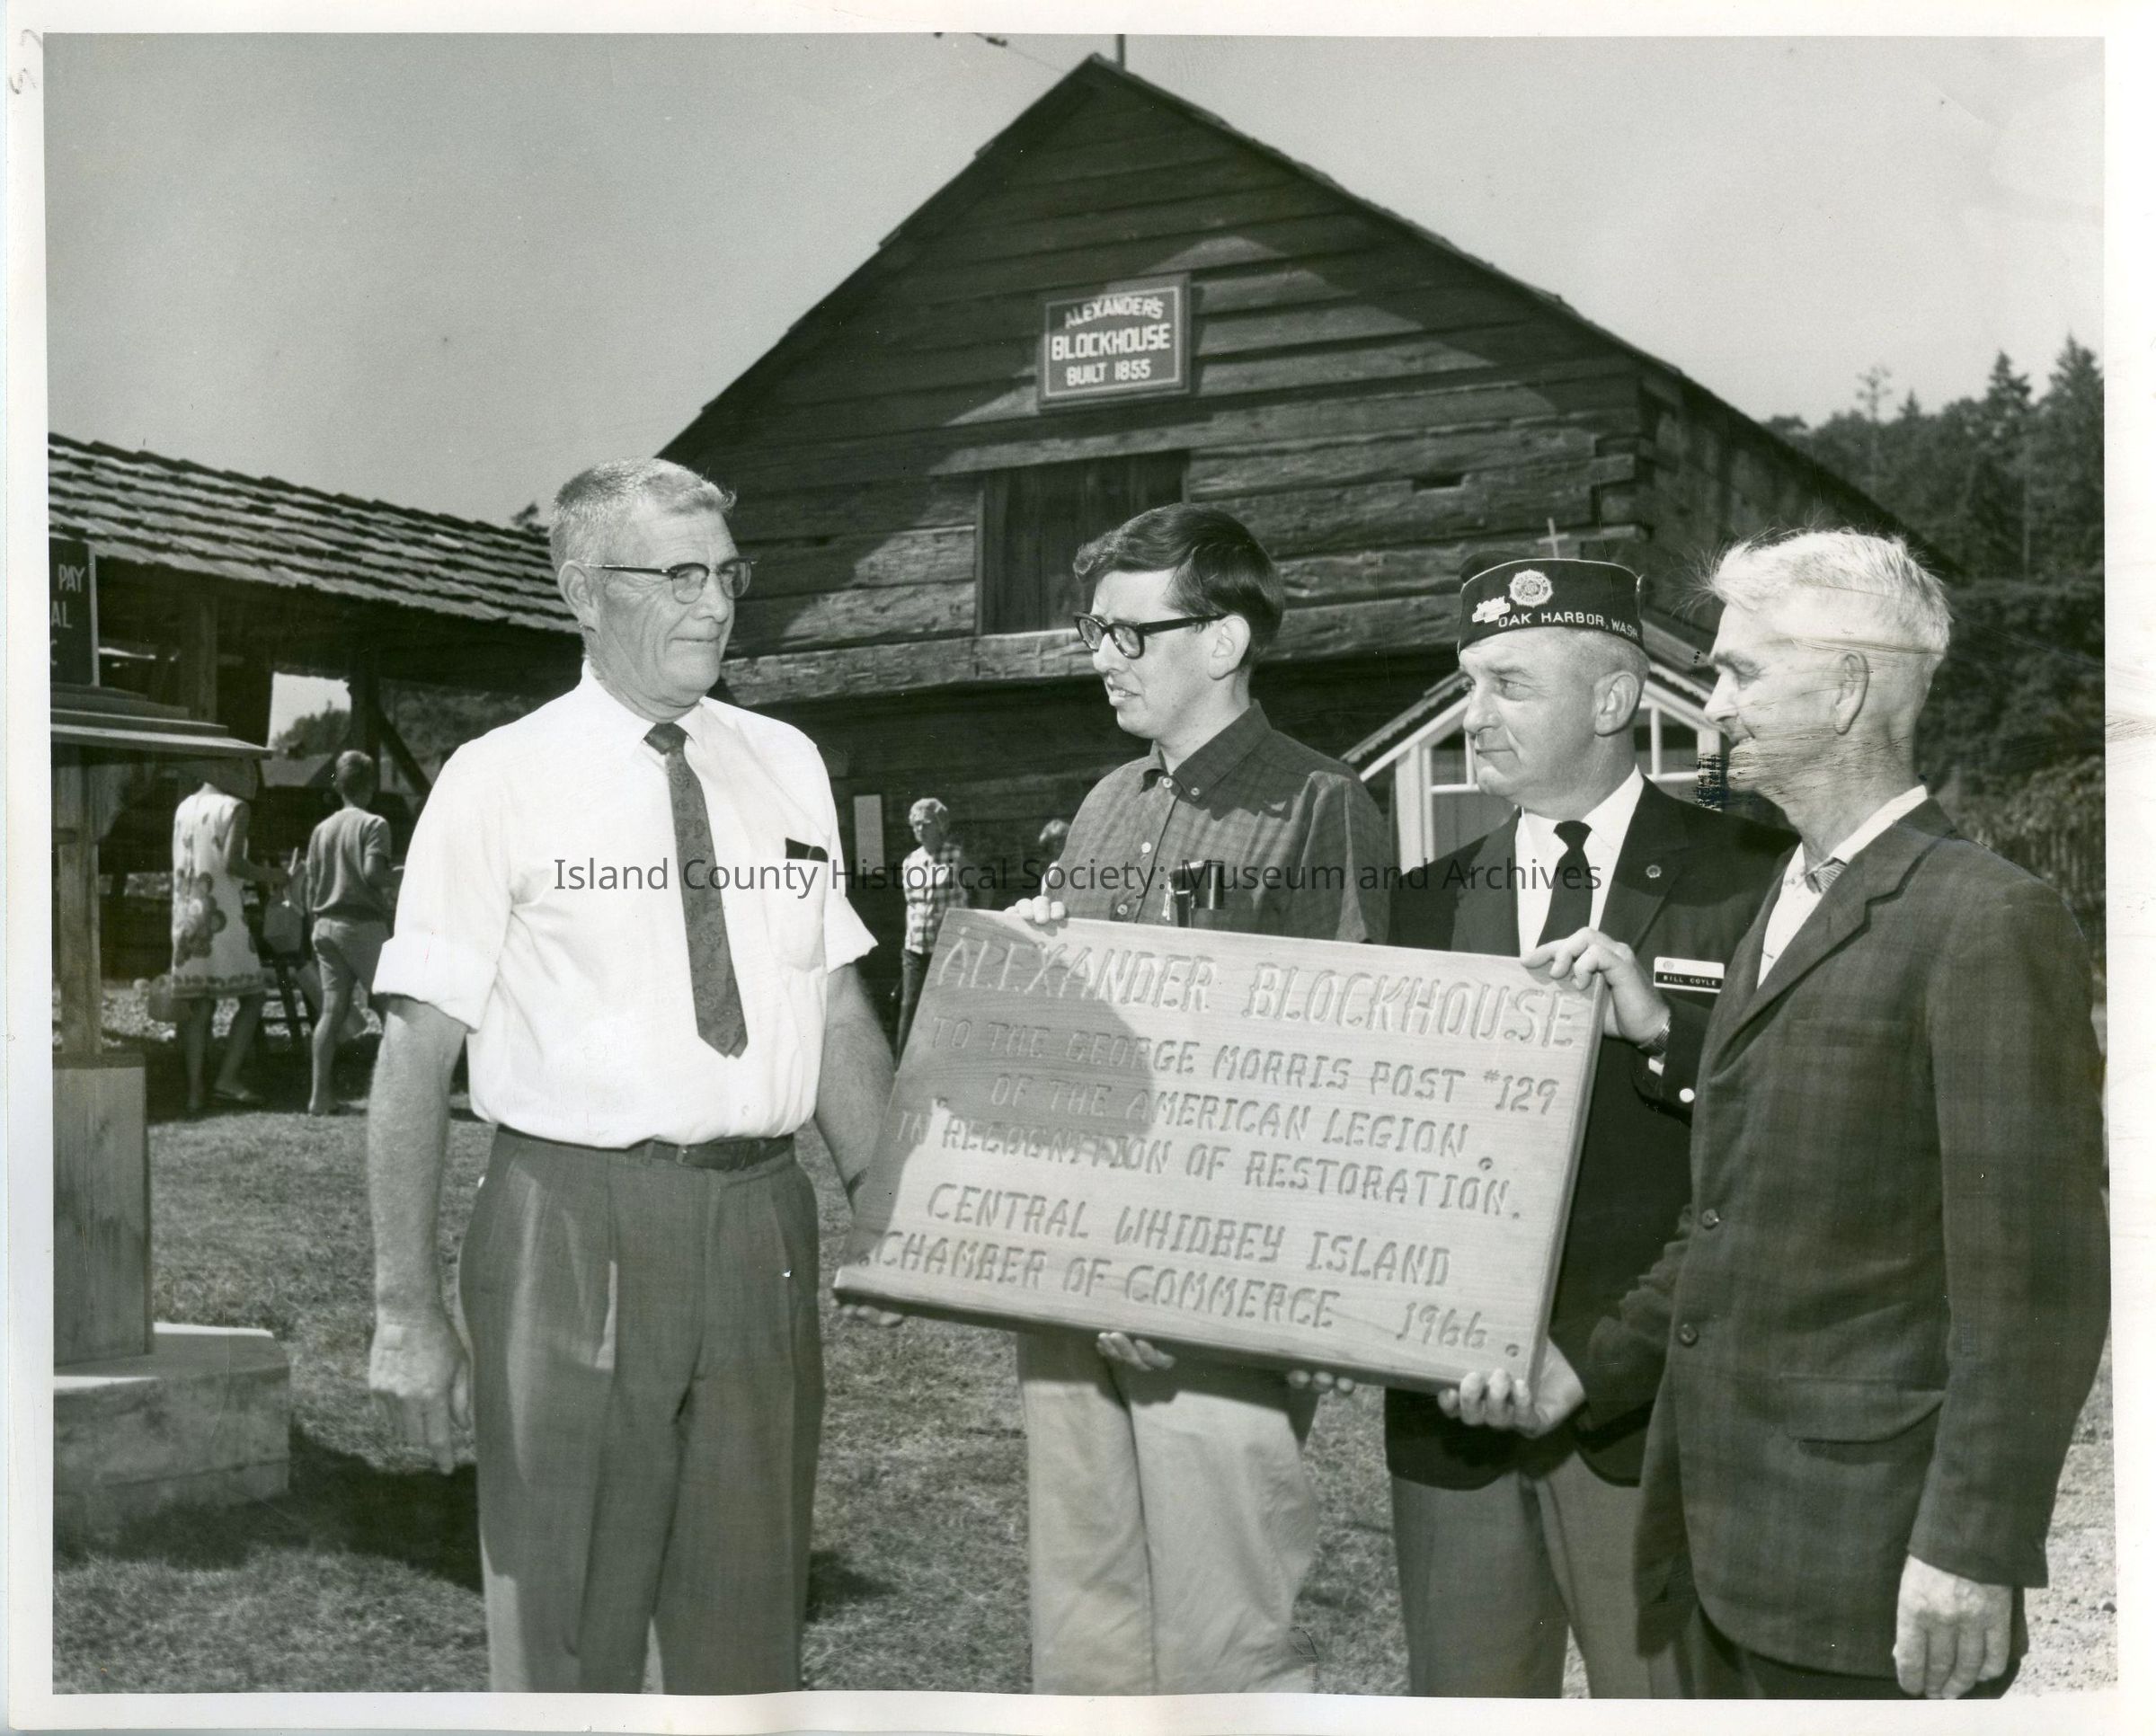 ALEXANDER'S
BLOCKHOUSE
BUILT 1855
PAY
AL
OAK HARBOR, WASH
Island County Historical Society: Museum and Archives
BILL COYLE
ALEXANDER BLOCKHOUSE
TO THE GEORGE MORRIS POST #129
OF THE AMERICAN LEGION.
IN RECOGNITION OF RESTORATION.
CENTRAL WHIDBEY ISLAND
CHAMBER OF COMMERCE 1966.